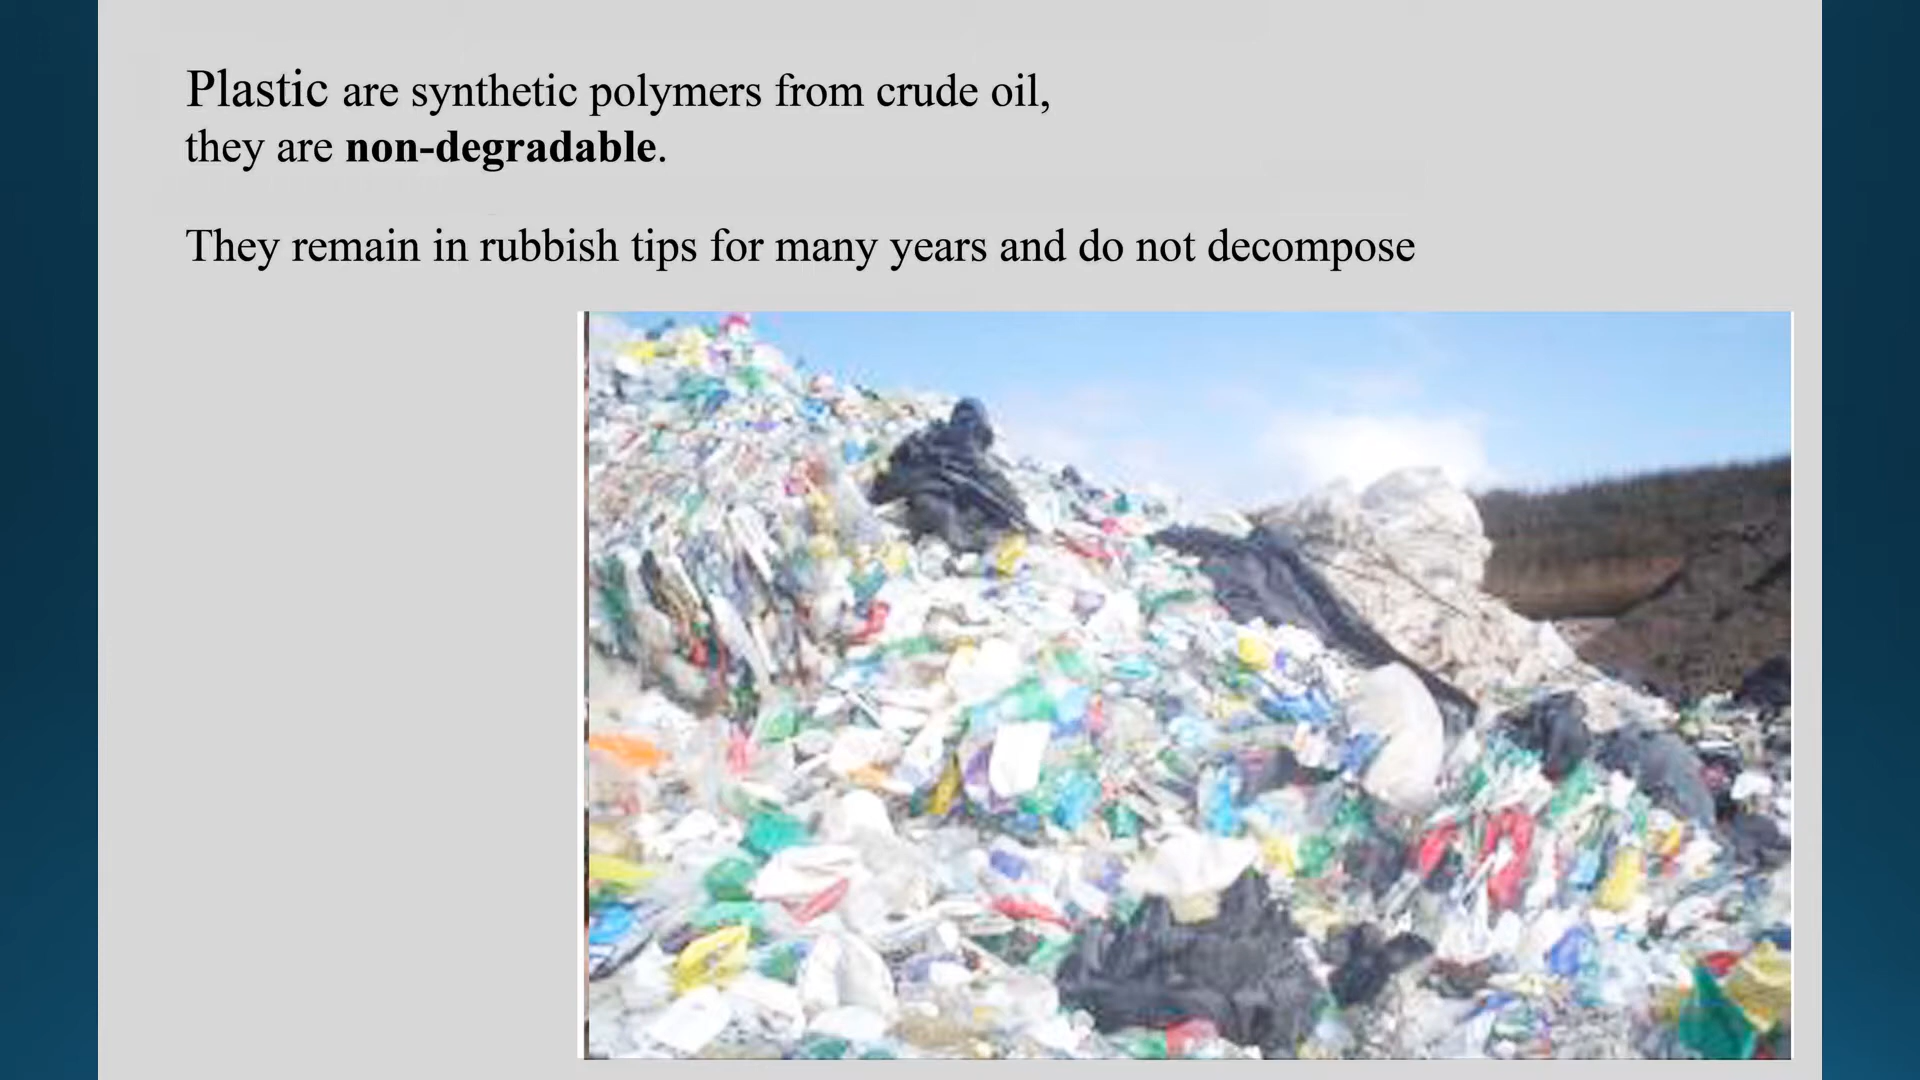 Plastic are synthetic polymers from crude oil,
they are non-degradable.
They remain in rubbish tips for many years and do not decompose